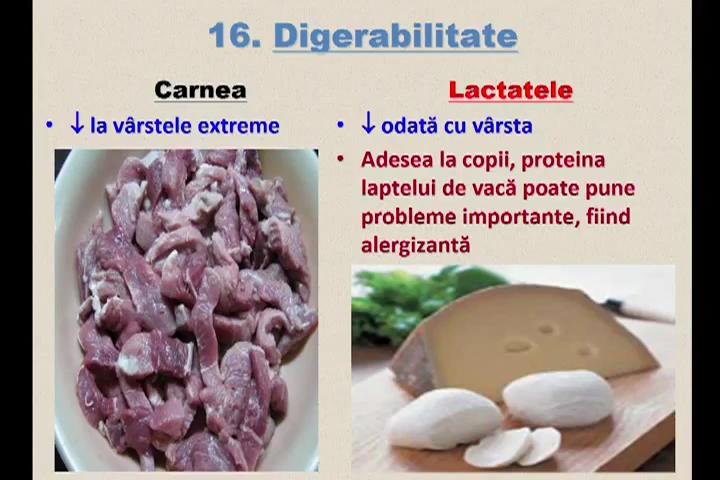 16. Digerabilitate
Carnea
• ↓ la vârstele extreme
Lactatele
• ↓ odată cu vârsta
• Adesea la copii, proteina
laptelui de vacă poate pune
probleme importante, fiind
alergizantă